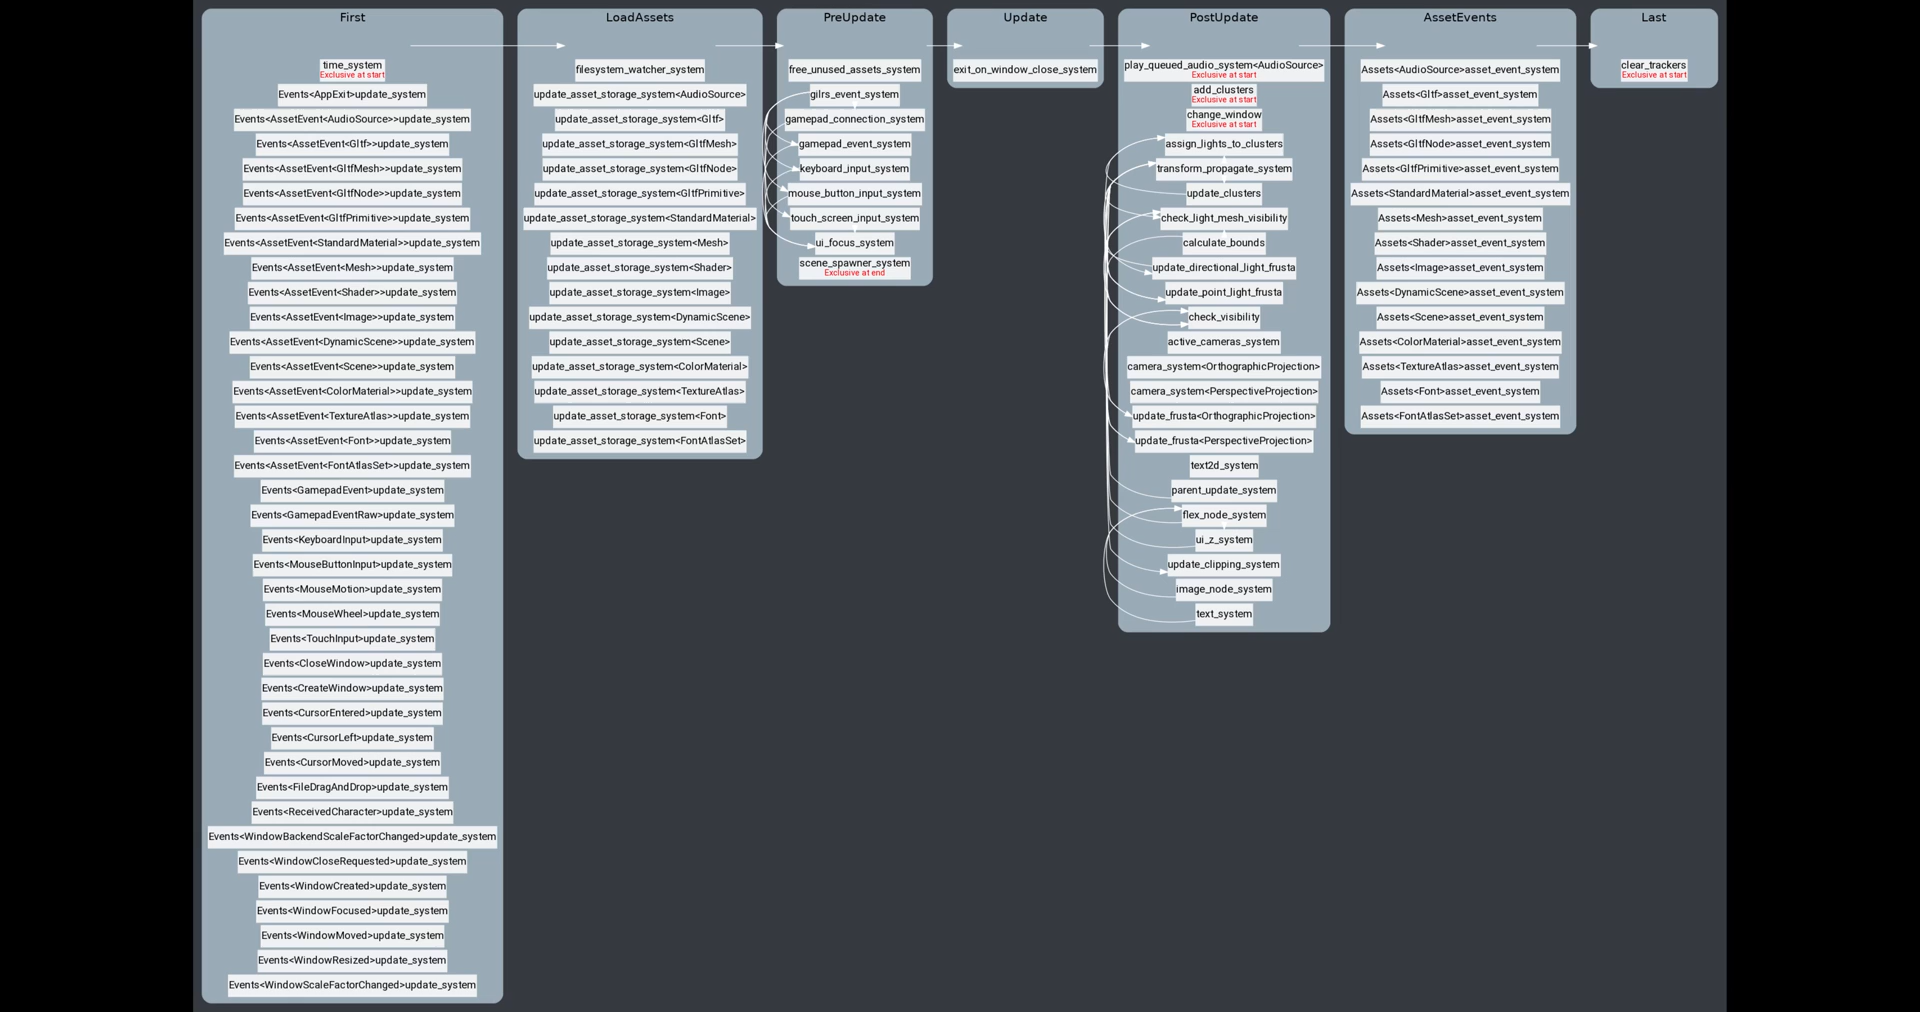 First
time_system
Exclusive at start
Events<AppExit>update_system
Events<AssetEvent<AudioSource>>update_system
Events<AssetEvent<Gltf>>update_system
Events<AssetEvent<GltfMesh>>update_system
Events<AssetEvent<GltfNode>>update_system
Events<AssetEvent<GltfPrimitive>>update_system
Events<AssetEvent<StandardMaterial>>update_system
Events<AssetEvent<Mesh>>update_system
Events<AssetEvent<Shader>>update_system
Events<AssetEvent<Image>>update_system
Events<AssetEvent<DynamicScene>>update_system
Events<AssetEvent<Scene>>update_system
Events<AssetEvent<ColorMaterial>>update_system
Events<AssetEvent<TextureAtlas>>update_system
Events<AssetEvent<Font>>update_system
Events<AssetEvent<FontAtlasSet>>update_system
Events<GamepadEvent>update_system
Events<GamepadEventRaw>update_system
Events<KeyboardInput>update_system
Events<MouseButtonInput>update_system
Events<MouseMotion>update_system
Events<MouseWheel>update_system
Events<TouchInput>update_system
Events<CloseWindow>update_system
Events<CreateWindow>update_system
Events<CursorEntered>update_system
Events<CursorLeft>update_system
Events<CursorMoved>update_system
Events<FileDragAndDrop>update_system
Events<ReceivedCharacter>update_system
Events<WindowBackendScaleFactorChanged>update_system
Events<WindowCloseRequested>update_system
Events<WindowCreated>update_system
Events<WindowFocused>update_system
Events<WindowMoved>update_system
Events<WindowResized>update_system
Events<WindowScaleFactorChanged>update_system
LoadAssets
filesystem_watcher_system
update_asset_storage_system<AudioSource>
update_asset_storage_system<Gltf>
update_asset_storage_system<GltfMesh>
update_asset_storage_system<GltfNode>
update_asset_storage_system<GltfPrimitive>
update_asset_storage_system<StandardMaterial>
update_asset_storage_system<Mesh>
update_asset_storage_system<Shader>
update_asset_storage_system<Image>
update_asset_storage_system<DynamicScene>
update_asset_storage_system<Scene>
update_asset_storage_system<ColorMaterial>
update_asset_storage_system<TextureAtlas>
update_asset_storage_system<Font>
update_asset_storage_system<FontAtlasSet>
PreUpdate
free_unused_assets_system
gilrs_event_system
gamepad_connection_system
gamepad_event_system
keyboard_input_system
mouse_button_input_system
touch_screen_input_system
ui_focus_system
scene_spawner_system
Exclusive at end
Update
exit_on_window_close_system
PostUpdate
play_queued_audio_system<AudioSource>
Exclusive at start
add_clusters
Exclusive at start
change_window
Exclusive at start
assign_lights_to_clusters
transform_propagate_system
update_clusters
check_light_mesh_visibility
calculate_bounds
update_directional_light_frusta
update_point_light_frusta
check_visibility
active_cameras_system
camera_system<OrthographicProjection>
camera_system<PerspectiveProjection>
update_frusta<OrthographicProjection>
update_frusta<PerspectiveProjection>
text2d_system
parent_update_system
flex_node_system
ui_z_system
update_clipping_system
image_node_system
text_system
AssetEvents
Assets<AudioSource>asset_event_system
Assets<Gltf>asset_event_system
Assets<GltfMesh>asset_event_system
Assets<GltfNode>asset_event_system
Assets<GltfPrimitive>asset_event_system
Assets<StandardMaterial>asset_event_system
Assets<Mesh>asset_event_system
Assets<Shader>asset_event_system
Assets<Image>asset_event_system
Assets<DynamicScene>asset_event_system
Assets<Scene>asset_event_system
Assets<ColorMaterial>asset_event_system
Assets<TextureAtlas>asset_event_system
Assets<Font>asset_event_system
Assets<FontAtlasSet>asset_event_system
Last
clear_trackers
Exclusive at start